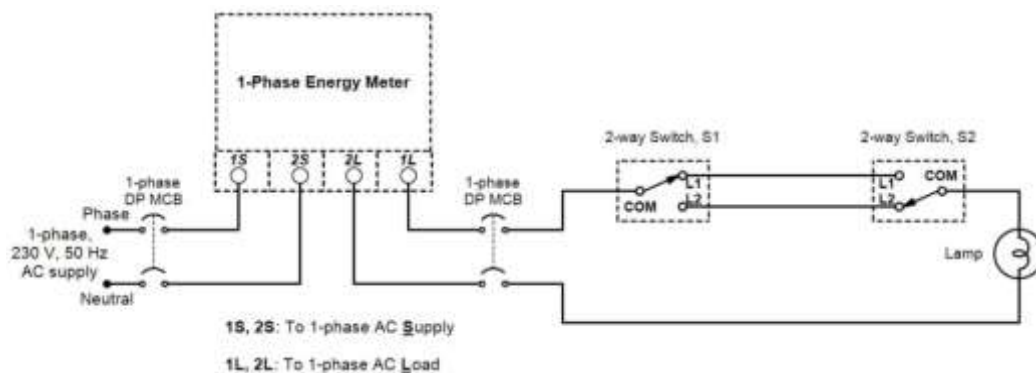 1-Phase Energy Meter
1S 2S 2L 1L
2-way Switch, S1
2-way Switch, S2
1-phase
DP MCB
1-phase
DP MCB
L1
L1
COM
COM
L2
L2
Phase
1-phase,
230 V, 50 Hz
AC supply
Neutral
Lamp
1S, 2S: To 1-phase AC Supply
1L, 2L: To 1-phase AC Load